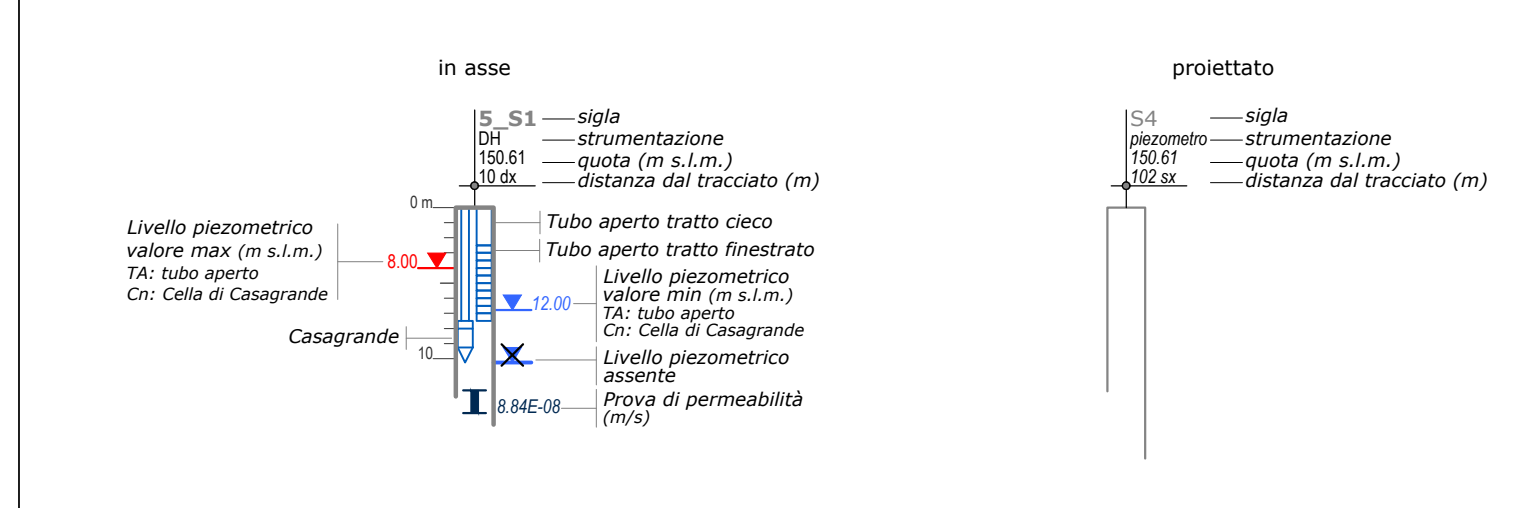 in asse
5_S1 sigla
DH strumentazione
150.61 quota (m s.l.m.)
10 dx distanza dal tracciato (m)
0 m
Livello piezometrico
valore max (m s.l.m.)
TA: tubo aperto
Cn: Cella di Casagrande
8.00
Casagrande
10
Tubo aperto tratto cieco
Tubo aperto tratto finestrato
12.00
Livello piezometrico
valore min (m s.l.m.)
TA: tubo aperto
Cn: Cella di Casagrande
Livello piezometrico
assente
8.84E-08
Prova di permeabilità
(m/s)
proiettato
S4 sigla
piezometro strumentazione
150.61 quota (m s.l.m.)
102 sx distanza dal tracciato (m)